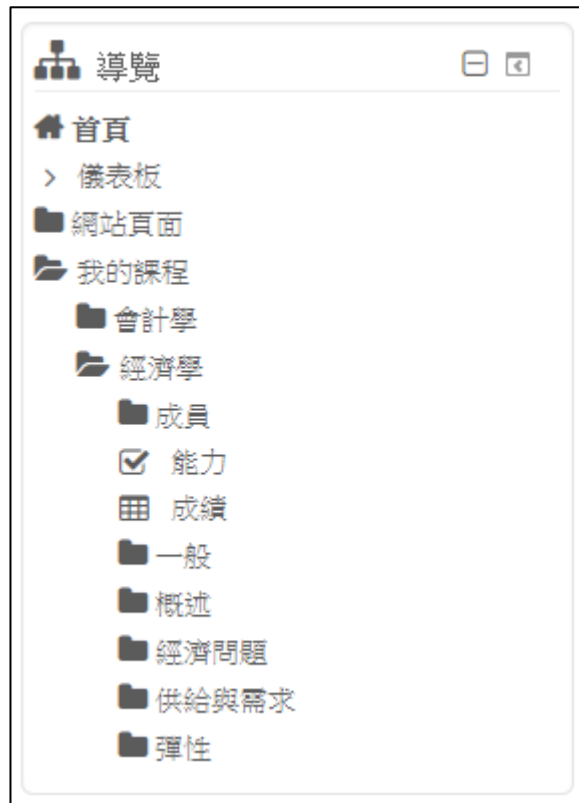 導覽
首頁
儀表板
網站頁面
我的課程
會計學
經濟學
成員
能力
成績
一般
概述
經濟問題
供給與需求
彈性